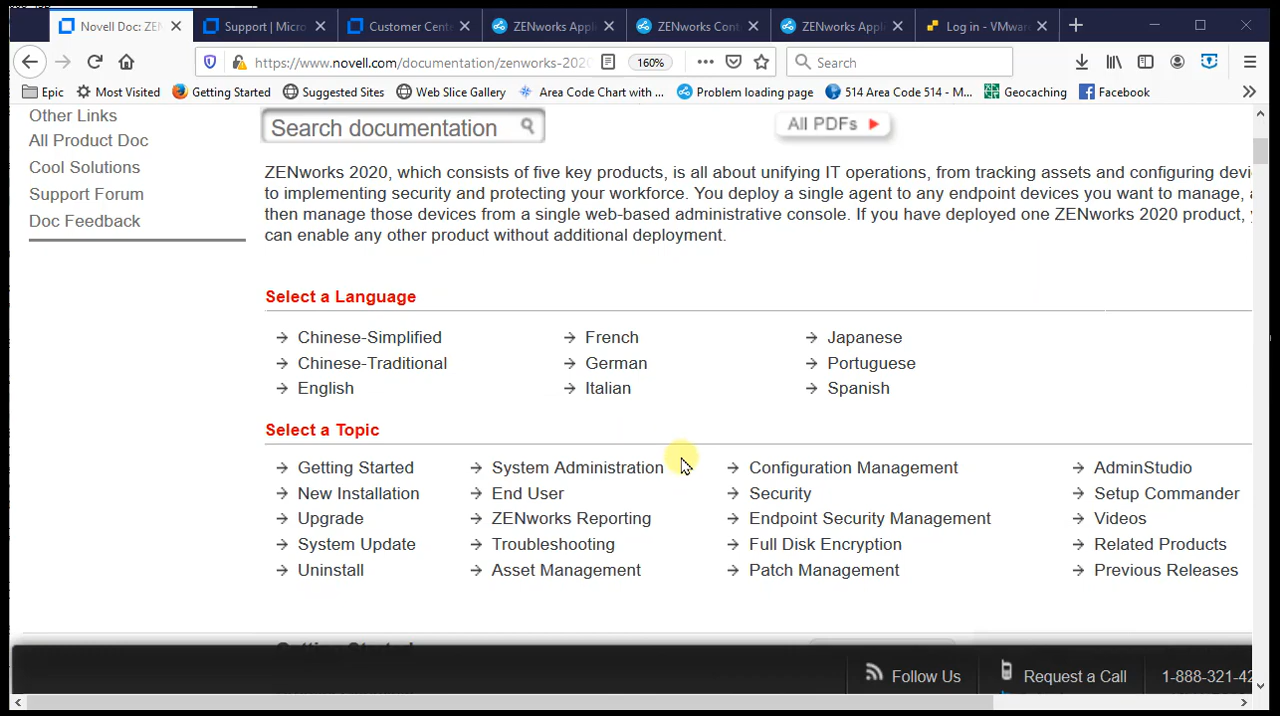 Novell Doc: ZE
Support | Micro
Customer Cent
ZENworks Appl
ZENworks Cont
ZENworks Appl
Log in - VMwar
https://www.novell.com/documentation/zenworks-2020
160%
Search
Epic
Most Visited
Getting Started
Suggested Sites
Web Slice Gallery
Area Code Chart with ...
Problem loading page
514 Area Code 514 - M...
Geocaching
Facebook
Other Links
All Product Doc
Cool Solutions
Support Forum
Doc Feedback
Search documentation
All PDFs
ZENworks 2020, which consists of five key products, is all about unifying IT operations, from tracking assets and configuring devi
to implementing security and protecting your workforce. You deploy a single agent to any endpoint devices you want to manage,
then manage those devices from a single web-based administrative console. If you have deployed one ZENworks 2020 product,
can enable any other product without additional deployment.
Select a Language
Chinese-Simplified
Chinese-Traditional
English
French
German
Italian
Japanese
Portuguese
Spanish
Select a Topic
Getting Started
New Installation
Upgrade
System Update
Uninstall
System Administration
End User
ZENworks Reporting
Troubleshooting
Asset Management
Configuration Management
Security
Endpoint Security Management
Full Disk Encryption
Patch Management
AdminStudio
Setup Commander
Videos
Related Products
Previous Releases
Follow Us
Request a Call
1-888-321-42